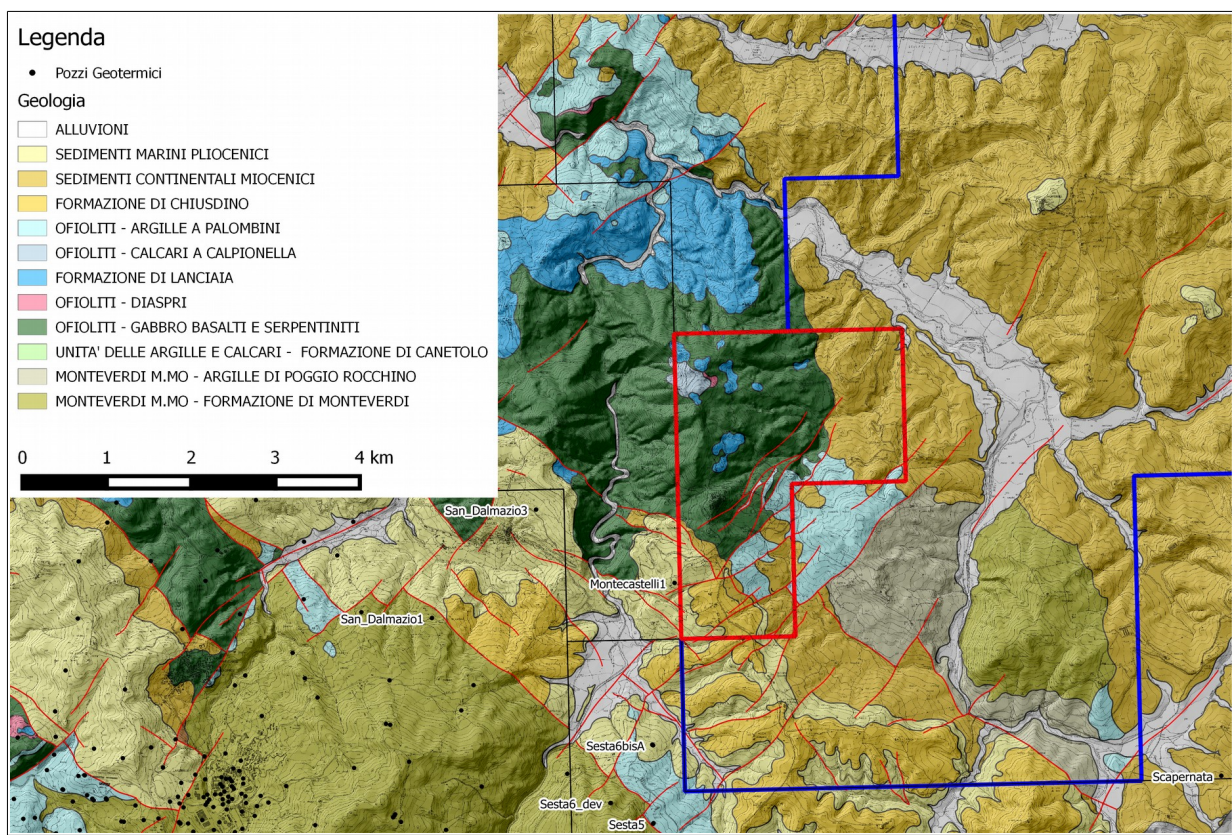 Legenda
Pozzi Geotermici
Geologia
ALLUVIONI
SEDIMENTI MARINI PLIOCENICI
SEDIMENTI CONTINENTALI MIOCENICI
FORMAZIONE DI CHIUSDINO
OFIOLITI - ARGILLE A PALOMBINI
OFIOLITI - CALCARI A CALPIONELLA
FORMAZIONE DI LANCIAIA
OFIOLITI - DIASPRI
OFIOLITI - GABBRO BASALTI E SERPENTINITI
UNITA' DELLE ARGILLE E CALCARI - FORMAZIONE DI CANETOLO
MONTEVERDI M.MO - ARGILLE DI POGGIO ROCCHINO
MONTEVERDI M.MO - FORMAZIONE DI MONTEVERDI
0 1 2 3 4 km
San_Dalmazio3
Montecastelli1
San_Dalmazio1
Sesta6bisA
Scapernata
Sesta6_dev
Sesta5